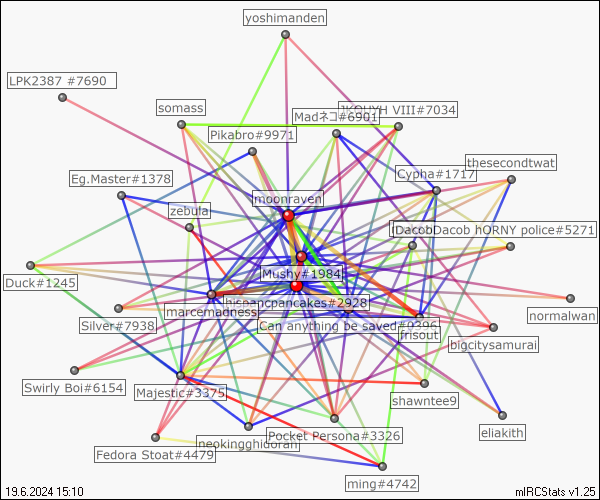 yoshimanden
LPK2387 #7690
somass
VIII#7034
Madネコ#6901
Pikabro#9971
thesecondtwat
Cypha#1717
Eg.Master#1378
moonraven
zebula
Dacob hORNY police#5271
Mushy#1984
Duck#1245
hispancpancakes#2928
normalwan
marcemadness
Silver#7938
Can anything be saved#0396
frisout
bigcitysamurai
Swirly Boi#6154
Majestic#3375
shawntee9
eliakith
Pocket Persona#3326
neokingghidorah
Fedora Stoat#4479
ming#4742
19.6.2024 15:10
mIRCStats v1.25